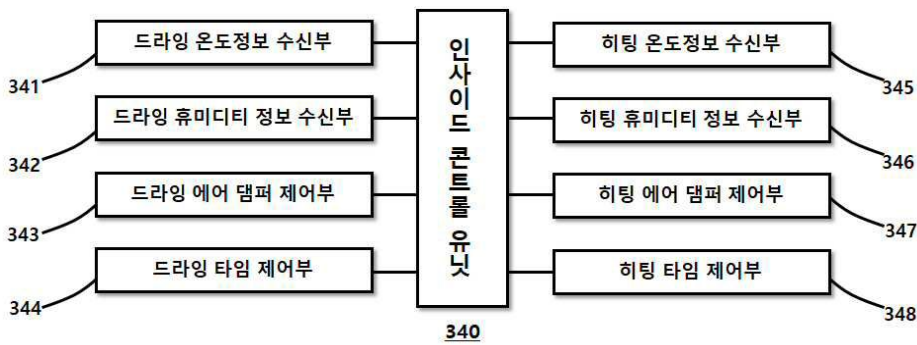 드라잉 온도정보 수신부
341
드라잉 휴미디티 정보 수신부
342
드라잉 에어 댐퍼 제어부
343
드라잉 타임 제어부
344
인사이드 콘트롤 유닛
340
히팅 온도정보 수신부
345
히팅 휴미디티 정보 수신부
346
히팅 에어 댐퍼 제어부
347
히팅 타임 제어부
348